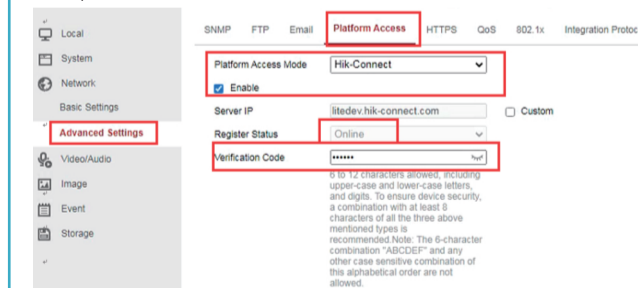 Local
System
Network
Basic Settings
Advanced Settings
Video/Audio
Image
Event
Storage
SNMP FTP Email Platform Access HTTPS QoS 802.1x Integration Protoc
Platform Access Mode Hik-Connect
Enable
Server IP litedev.hik-connect.com Custom
Register Status Online
Verification Code ••••••
6 to 12 characters allowed, including
upper-case and lower-case letters,
and digits. To ensure device security,
a combination with at least 8
characters of all the three above
mentioned types is
recommended.Note: The 6-character
combination "ABCDEF" and any
other case sensitive combination of
this alphabetical order are not
allowed.